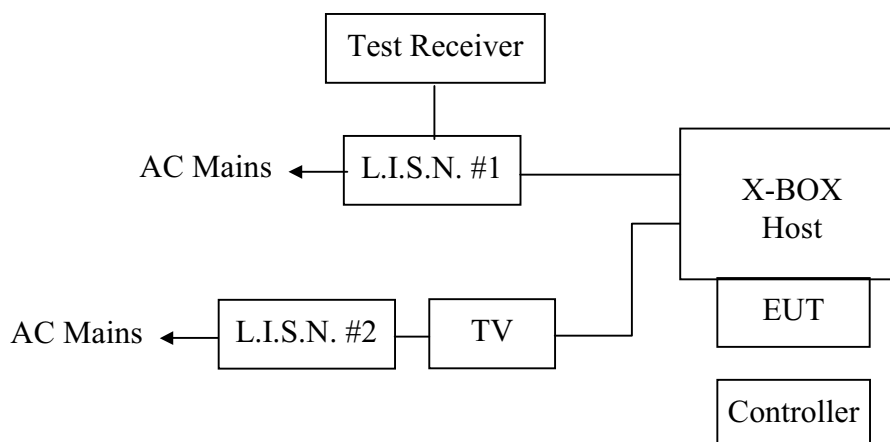 Test Receiver
AC Mains
L.I.S.N. #1
X-BOX
Host
EUT
AC Mains
L.I.S.N. #2
TV
Controller